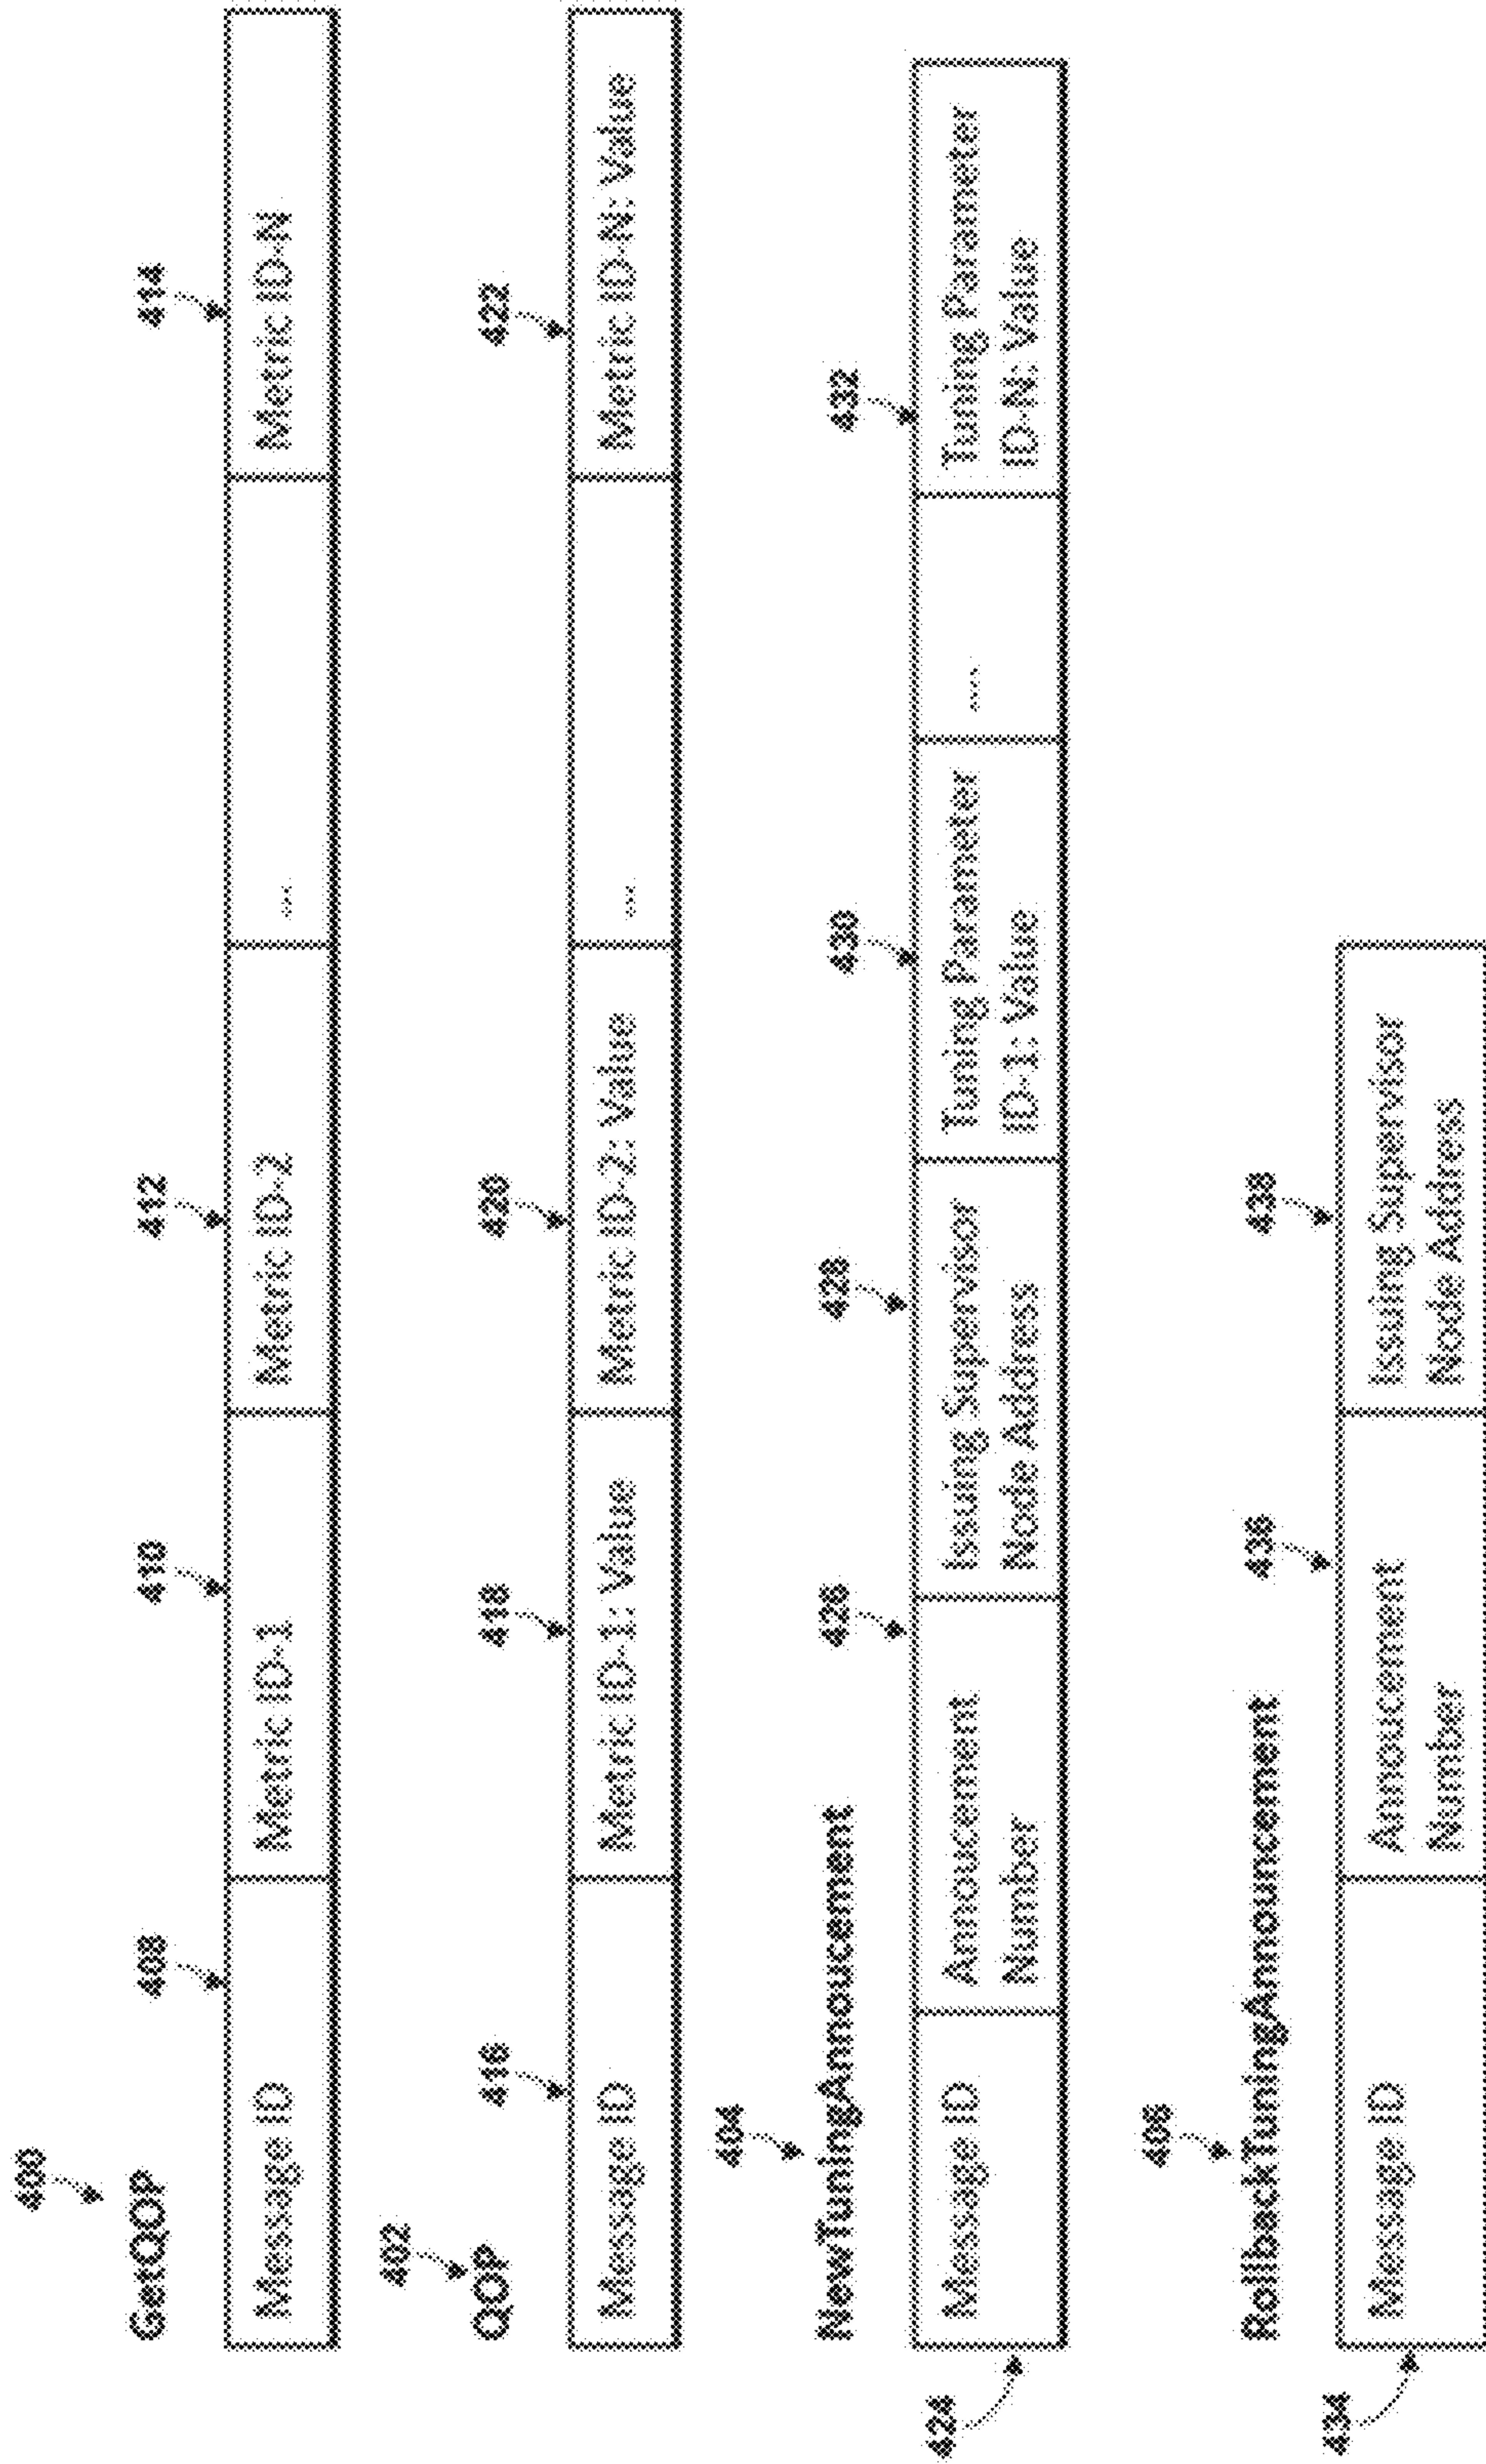 400
GetQOP
408
410
412
414
Message ID
Metric ID-1
Metric ID-2
...
Metric ID-N
402
QOP
416
418
420
422
Message ID
Metric ID-1: Value
Metric ID-2: Value
...
Metric ID-N: Value
404
NewTuningAnnoucement
424
426
428
430
432
Message ID
Annoucement
Number
Issuing Supervisor
Node Address
Tuning Parameter
ID-1: Value
....
Tuning Parameter
ID-N: Value
406
RollbackTuningAnnouncement
434
436
438
Message ID
Annoucement
Number
Issuing Supervisor
Node Address